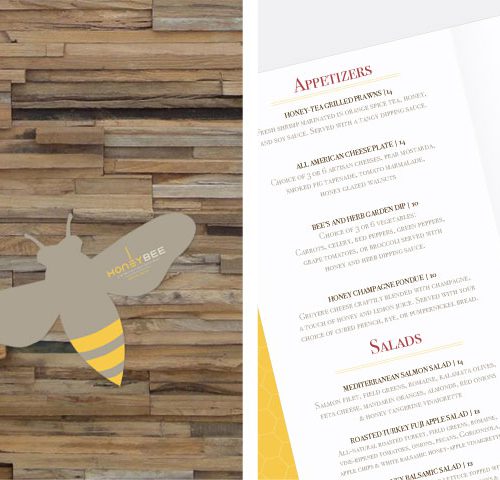 HONEYBEE
APPETIZERS
HONEY-TEA GRILLED PRAWNS |14
FRESH SHRIMP MARINATED IN ORANGE SPICE TEA, HONEY,
AND SOY SAUCE. SERVED WITH A TANGY DIPPING SAUCE.
ALL AMERICAN CHEESE PLATE | 14
CHOICE OF 3 OR 6 ARTISAN CHEESES, PEAR MOSTARDA,
SMOKED FIG TAPENADE, TOMATO MARMALADE,
HONEY GLAZED WALNUTS
BEE'S AND HERB GARDEN DIP | 10
CHOICE OF 3 OR 6 VEGETABLES:
CARROTS, CELERY, RED PEPPERS, GREEN PEPPERS,
GRAPE TOMATOES, OR BROCCOLI SERVED WITH
HONEY AND HERB DIPPING SAUCE.
HONEY CHAMPAGNE FONDUE | 20
GRUYERE CHEESE CRAFTILY BLENDED WITH CHAMPAGNE,
A TOUCH OF HONEY AND LEMON JUICE. SERVED WITH YOUR
CHOICE OF CUBED FRENCH, RYE, OR PUMPERNICKEL BREAD.
SALADS
MEDITERRANEAN SALMON SALAD | 14
SALMON FILET, FIELD GREENS, ROMAINE, KALAMATA OLIVES,
FETA CHEESE, MANDARIN ORANGES, ALMONDS, RED ONIONS
& HONEY TANGERINE VINAIGRETTE
ROASTED TURKEY FUJI APPLE SALAD | 12
ALL-NATURAL ROASTED TURKEY, FIELD GREENS, ROMAINE,
VINE-RIPENED TOMATOES, ONIONS, PECANS, GORGONZOLA,
APPLE CHIPS & WHITE BALSAMIC HONEY-APPLE VINAIGRETTE
BALSAMIC SALAD | 12
LETTUCE TOPPED WITH